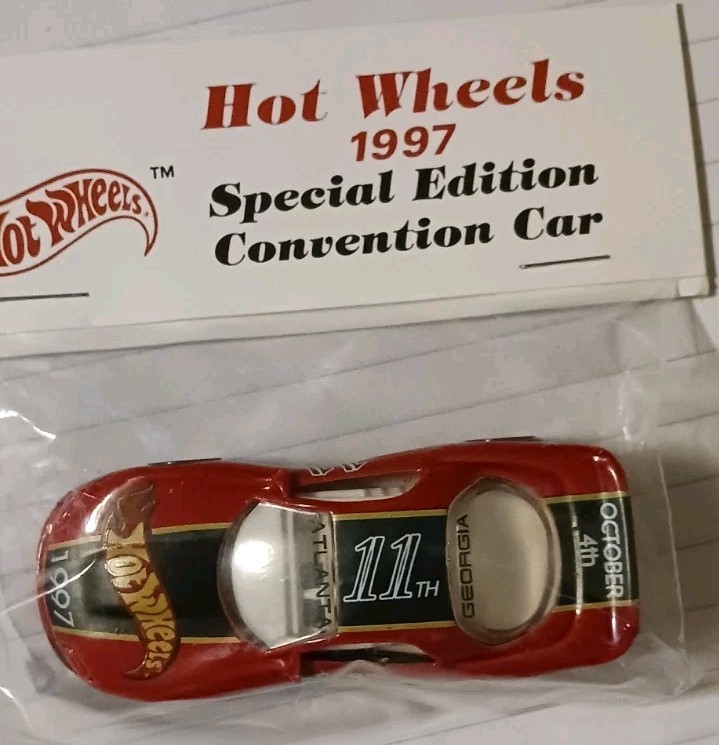 Hot Wheels
1997
Special Edition
Convention Car
Hot Wheels
TM
1997
Hot Wheels
ATLANTA
11TH
GEORGIA
4th
OCTOBER